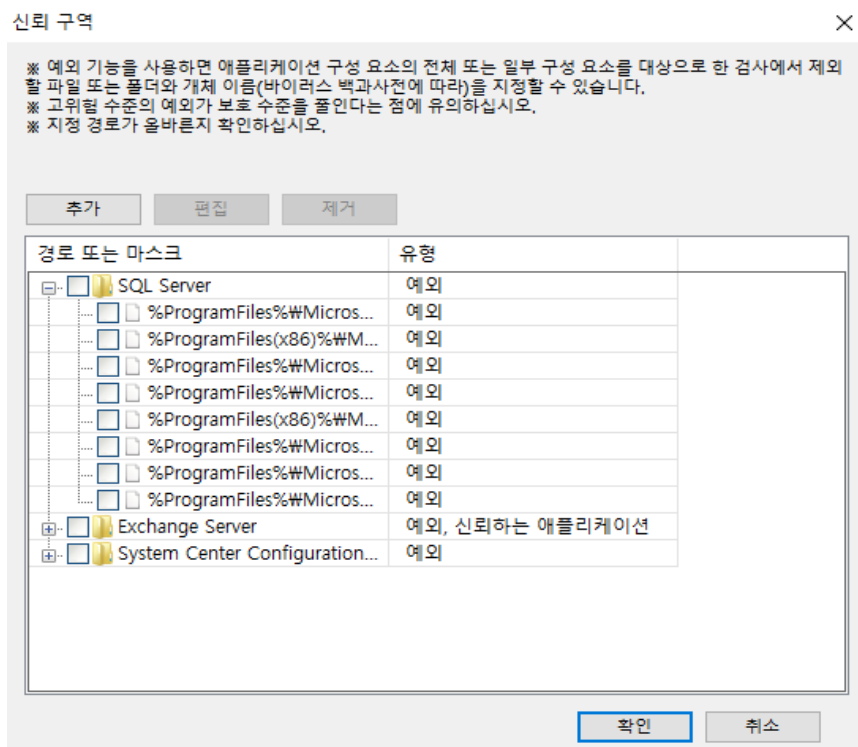 신뢰 구역
※ 예외 기능을 사용하면 애플리케이션 구성 요소의 전체 또는 일부 구성 요소를 대상으로 한 검사에서 제외
할 파일 또는 폴더와 개체 이름(바이러스 백과사전에 따라)을 지정할 수 있습니다.
※ 고위험 수준의 예외가 보호 수준을 줄인다는 점에 유의하십시오.
※ 지정 경로가 올바른지 확인하십시오.
추가 편집 제거
경로 또는 마스크 유형
SQL Server 예외
%ProgramFiles%₩Micros... 예외
%ProgramFiles(x86)%₩M... 예외
%ProgramFiles%₩Micros... 예외
%ProgramFiles%₩Micros... 예외
%ProgramFiles(x86)%₩M... 예외
%ProgramFiles%₩Micros... 예외
%ProgramFiles%₩Micros... 예외
%ProgramFiles%₩Micros... 예외
Exchange Server 예외, 신뢰하는 애플리케이션
System Center Configuration... 예외
확인 취소